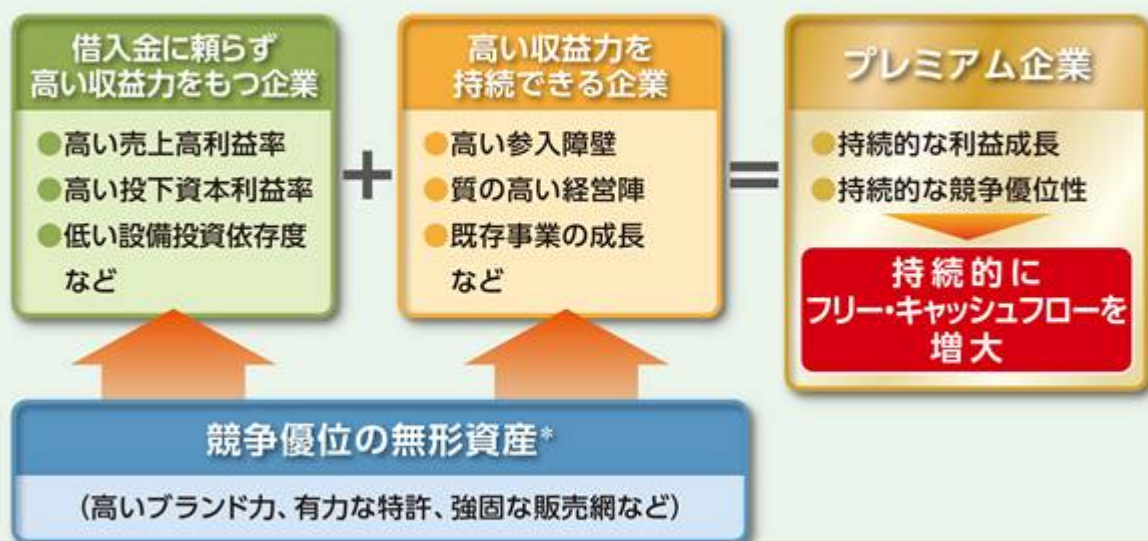 借入金に頼らず
高い収益力をもつ企業
●高い売上高利益率
●高い投下資本利益率
●低い設備投資依存度
など
+
高い収益力を
持続できる企業
●高い参入障壁
●質の高い経営陣
●既存事業の成長
など
=
プレミアム企業
●持続的な利益成長
●持続的な競争優位性
持続的に
フリー・キャッシュフローを
増大
競争優位の無形資産*
(高いブランド力、有力な特許、強固な販売網など)